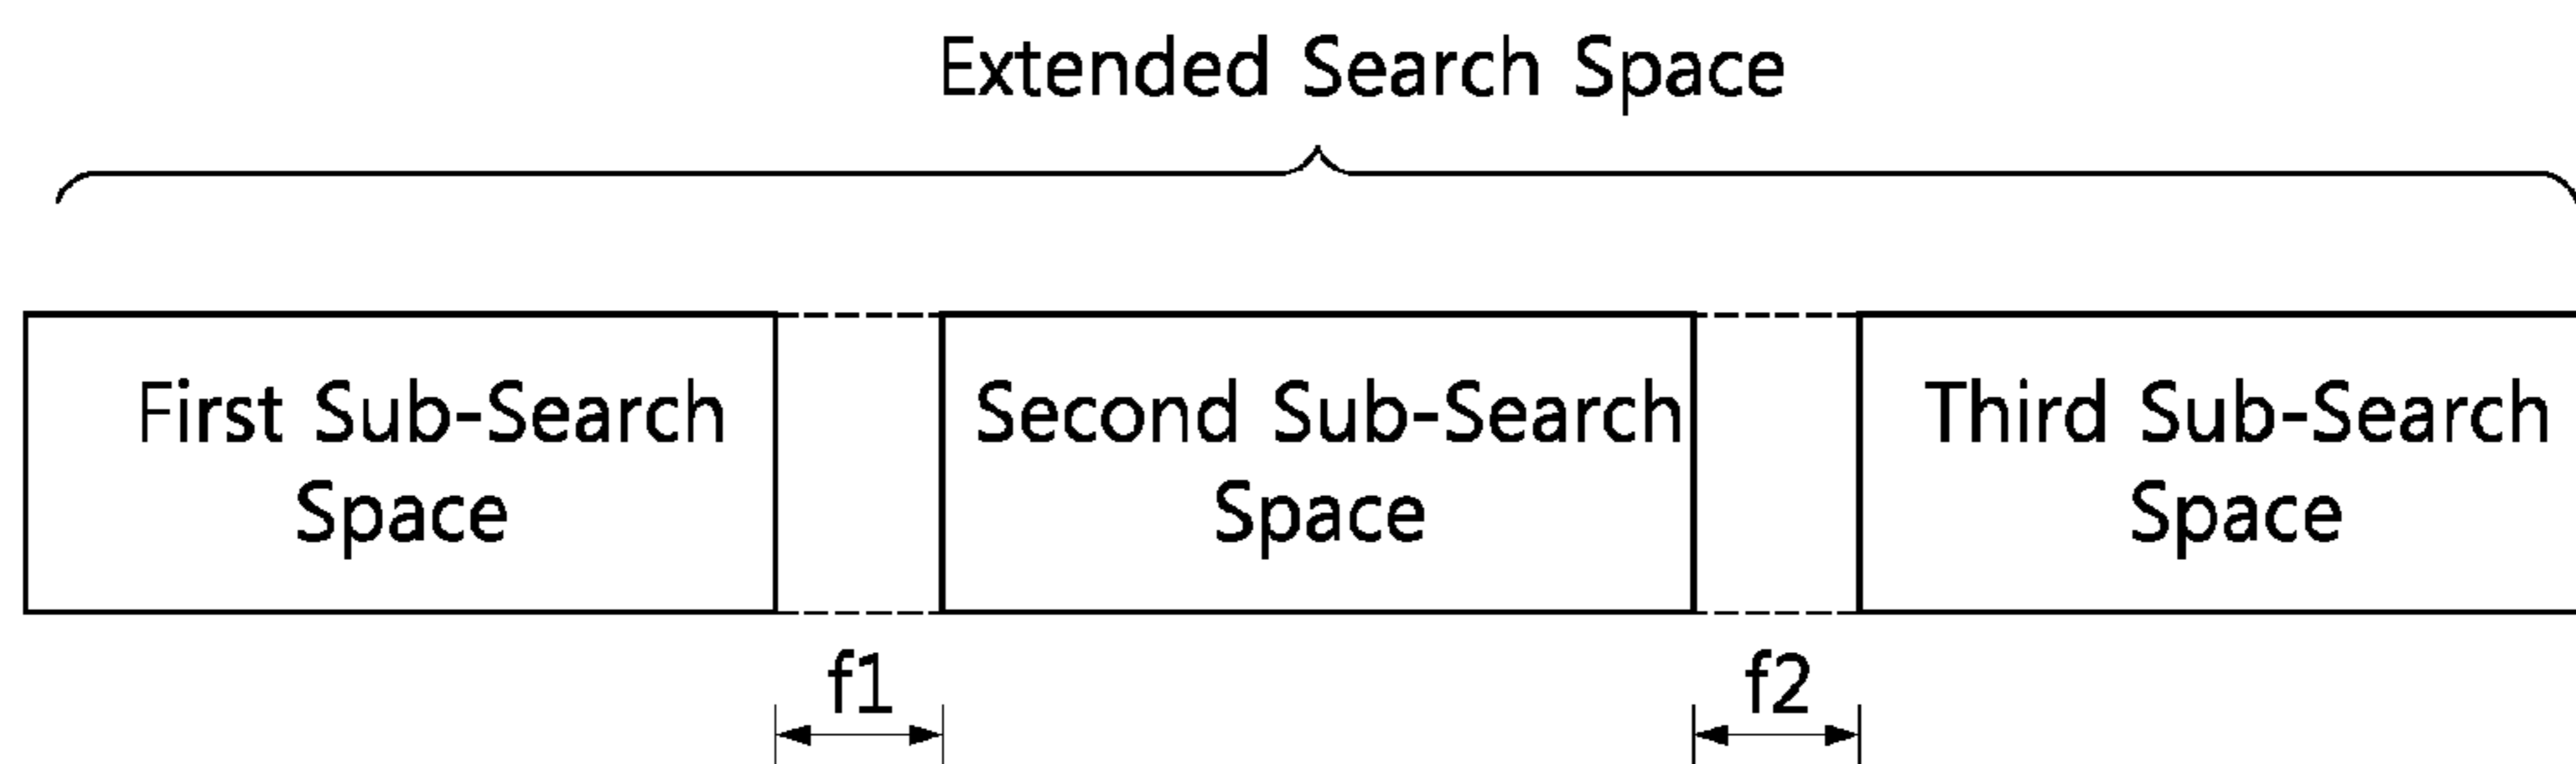 Extended Search Space
First Sub-Search
Space
Second Sub-Search
Space
Third Sub-Search
Space
f1
f2